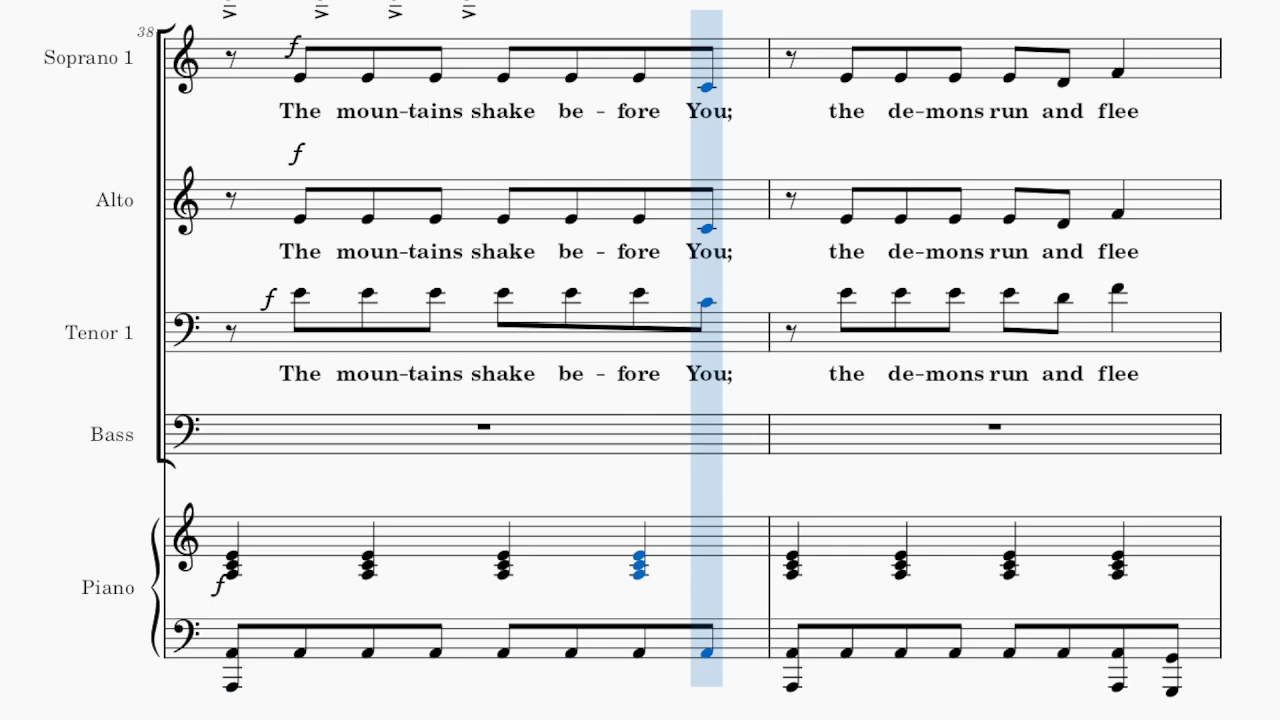 38
Soprano 1
f
The moun-tains shake be - fore You; the de-mons run and flee
f
Alto
The moun-tains shake be - fore You; the de-mons run and flee
f
Tenor 1
The moun-tains shake be - fore You; the de-mons run and flee
Bass
Piano
f